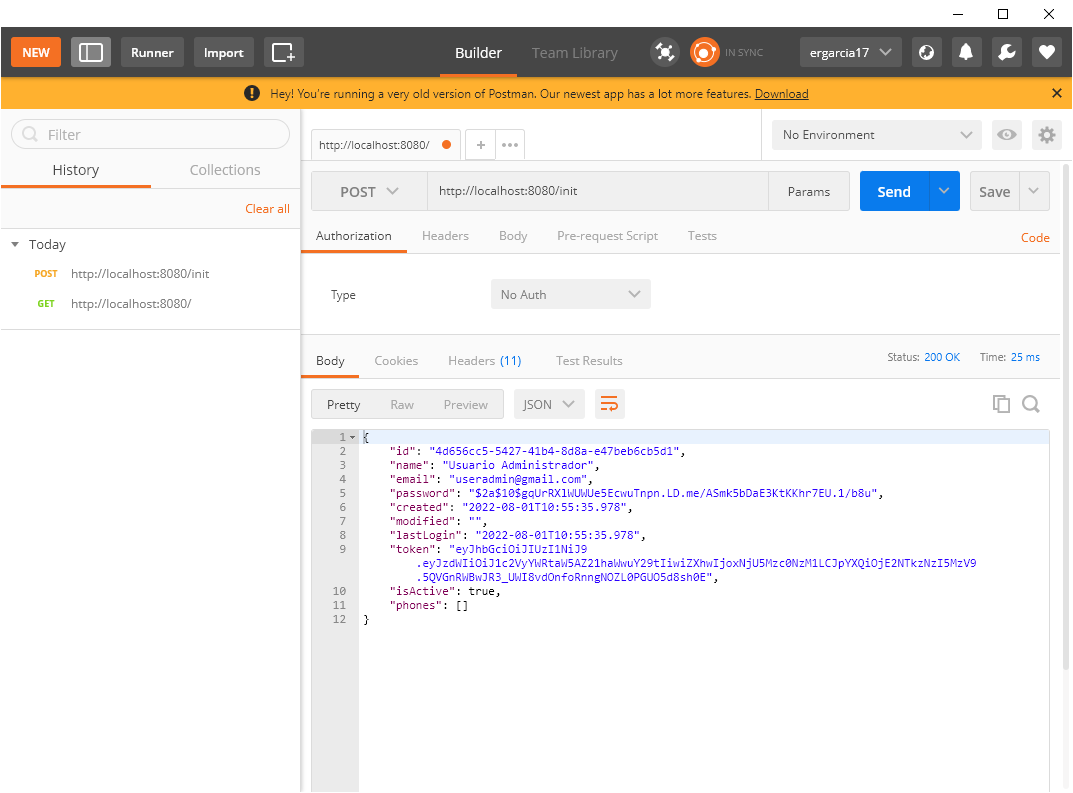 NEW Runner Import Builder Team Library IN SYNC ergarcia17
Hey! You're running a very old version of Postman. Our newest app has a lot more features. Download
Filter
History Collections
Clear all
Today
POST http://localhost:8080/init
GET http://localhost:8080/
http://localhost:8080/ + •••
No Environment
POST http://localhost:8080/init Params Send Save
Authorization Headers Body Pre-request Script Tests Code
Type No Auth
Body Cookies Headers (11) Test Results Status: 200 OK Time: 25 ms
Pretty Raw Preview JSON
1 {
2 "id": "4d656cc5-5427-41b4-8d8a-e47beb6cb5d1",
3 "name": "Usuario Administrador",
4 "email": "useradmin@gmail.com",
5 "password": "$2a$10$gqUrRXlWUWUe5EcwuTnpn.LD.me/ASmk5bDaE3KtKKhr7EU.1/b8u",
6 "created": "2022-08-01T10:55:35.978",
7 "modified": "",
8 "lastLogin": "2022-08-01T10:55:35.978",
9 "token": "eyJhbGciOiJIUzI1NiJ9
.eyJzdWIiOiJ1c2VyYWRtaW5AZ21haWwuY29tIiwiZXhwIjoxNjU5Mzc0NzM1LCJpYXQiOjE2NTkzNzI5MzV9
.5QVGnRWBwJR3_UWI8vdOnfoRnngNOZL0PGUO5d8sh0E",
10 "isActive": true,
11 "phones": []
12 }